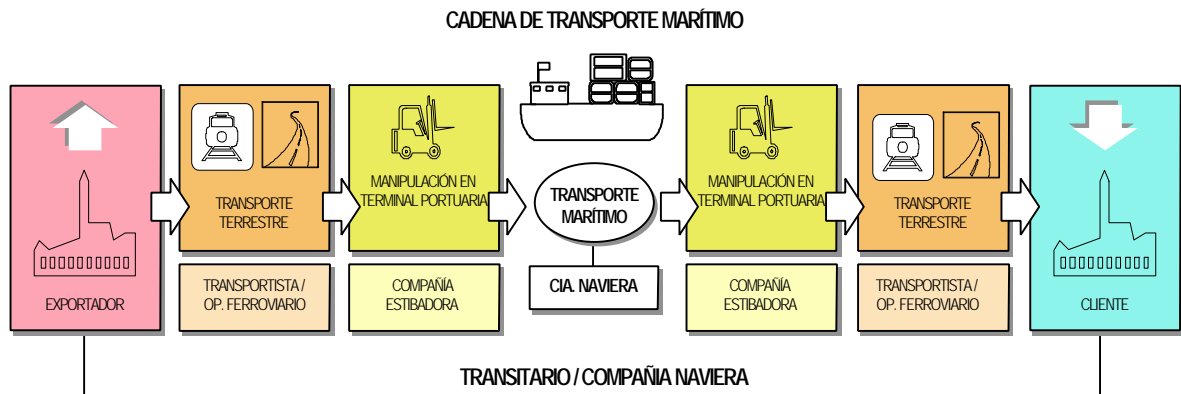 CADENA DE TRANSPORTE MARÍTIMO
EXPORTADOR
TRANSPORTE
TERRESTRE
TRANSPORTISTA /
OP. FERROVIARIO
MANIPULACIÓN EN
TERMINAL PORTUARIA
COMPAÑÍA
ESTIBADORA
TRANSPORTE
MARÍTIMO
CIA. NAVIERA
MANIPULACIÓN EN
TERMINAL PORTUARIA
COMPAÑÍA
ESTIBADORA
TRANSPORTE
TERRESTRE
TRANSPORTISTA /
OP. FERROVIARIO
CLIENTE
TRANSITARIO / COMPAÑIA NAVIERA